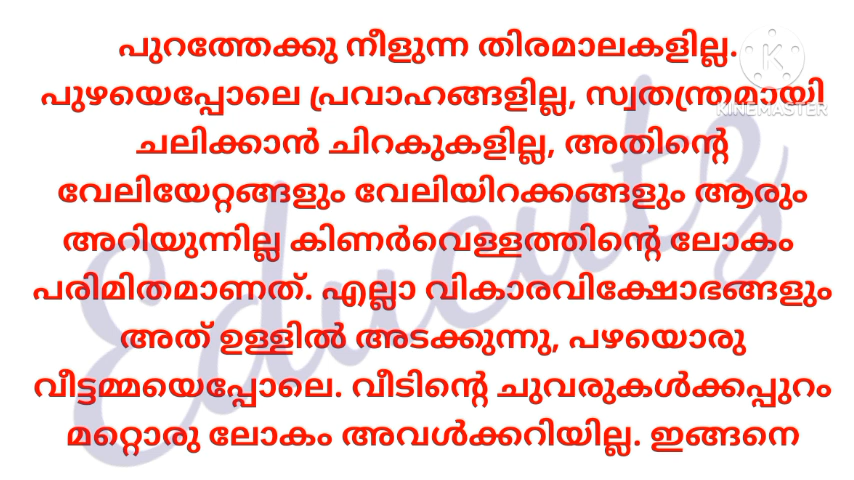 പുറത്തേക്കു നീളുന്ന തിരമാലകളില്ല.
പുഴയെപ്പോലെ പ്രവാഹങ്ങളില്ല, സ്വതന്ത്രമായി
ചലിക്കാൻ ചിറകുകളില്ല, അതിന്റെ
വേലിയേറ്റങ്ങളും വേലിയിറക്കങ്ങളും ആരും
അറിയുന്നില്ല കിണർവെള്ളത്തിന്റെ ലോകം
പരിമിതമാണത്. എല്ലാ വികാരവിക്ഷോഭങ്ങളും
അത് ഉള്ളിൽ അടക്കുന്നു, പഴയൊരു
വീട്ടമ്മയെപ്പോലെ. വീടിന്റെ ചുവരുകൾക്കപ്പുറം
മറ്റൊരു ലോകം അവൾക്കറിയില്ല. ഇങ്ങനെ
K
KINEMASTER
Educutz